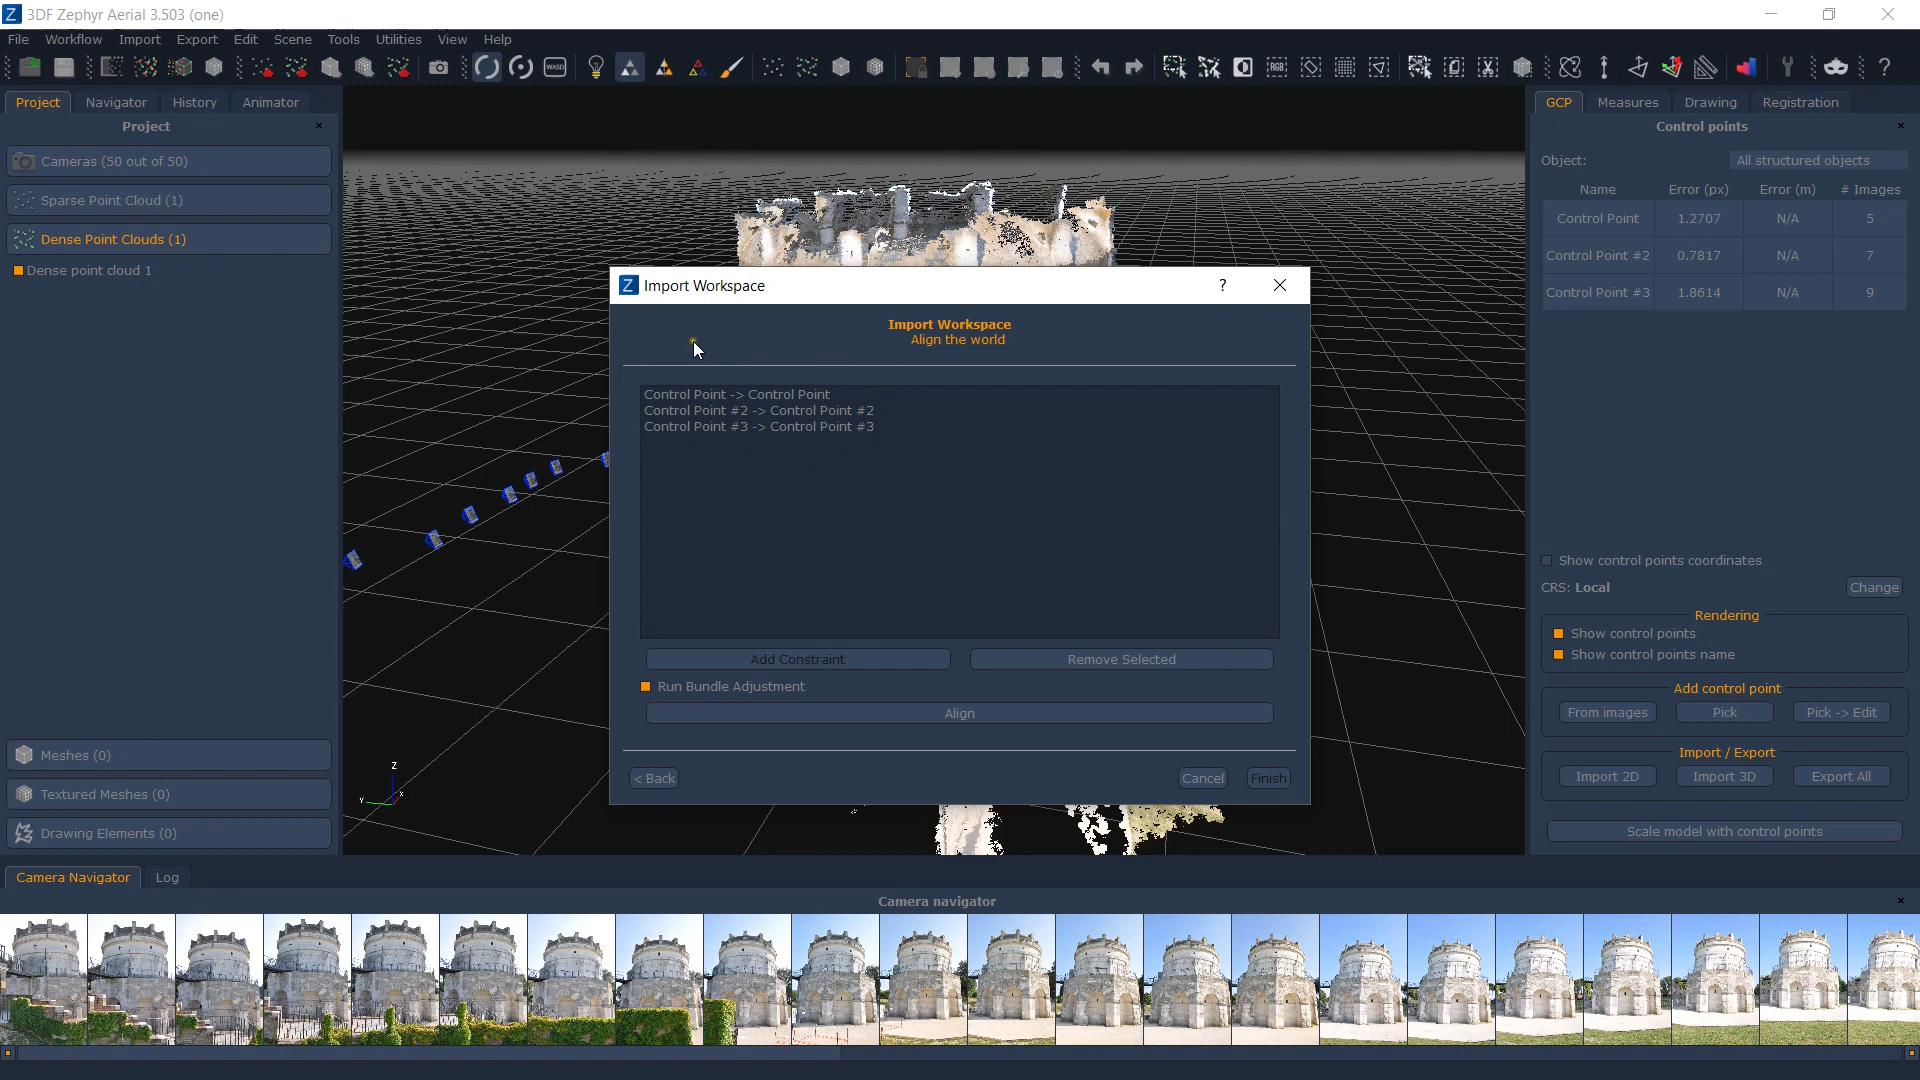 3DF Zephyr Aerial 3.503 (one)
File Workflow Import Export Edit Scene Tools Utilities View Help
WASD
RGB
?
Project Navigator History Animator
Project
Cameras (50 out of 50)
Sparse Point Cloud (1)
Dense Point Clouds (1)
Dense point cloud 1
Meshes (0)
Textured Meshes (0)
Drawing Elements (0)
Z
Y
X
Import Workspace
?
Import Workspace
Align the world
Control Point -> Control Point
Control Point #2 -> Control Point #2
Control Point #3 -> Control Point #3
Add Constraint Remove Selected
Run Bundle Adjustment
Align
< Back Cancel Finish
GCP Measures Drawing Registration
Control points
Object: All structured objects
Name Error (px) Error (m) # Images
Control Point 1.2707 N/A 5
Control Point #2 0.7817 N/A 7
Control Point #3 1.8614 N/A 9
Show control points coordinates
CRS: Local Change
Rendering
Show control points
Show control points name
Add control point
From images Pick Pick -> Edit
Import / Export
Import 2D Import 3D Export All
Scale model with control points
Camera Navigator Log
Camera navigator